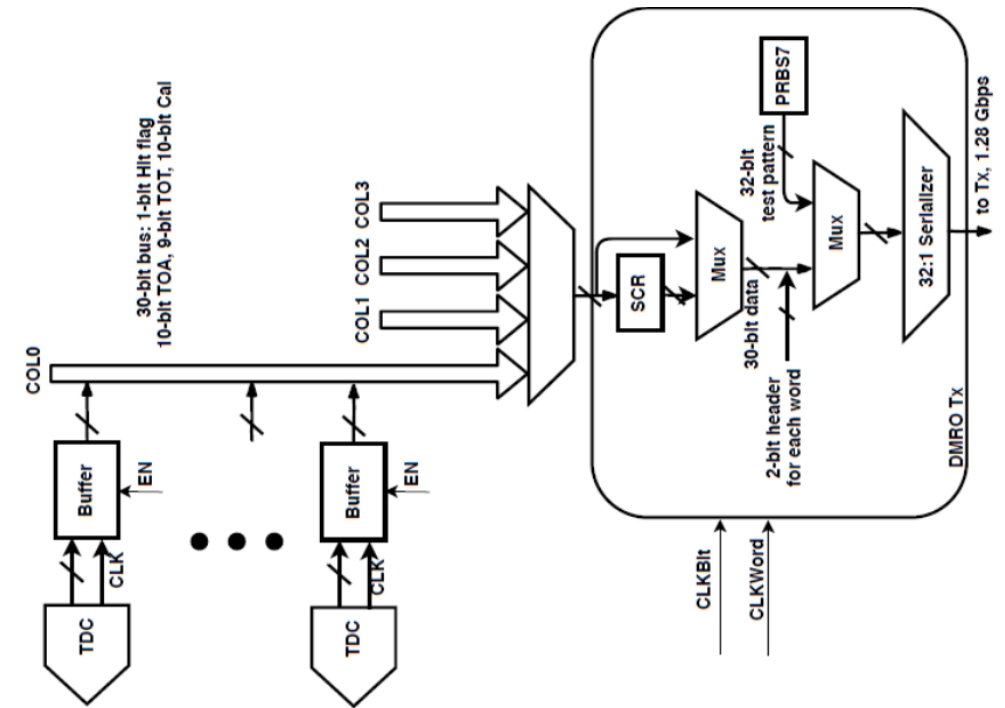 COL0
30-bit bus: 1-bit Hit flag
10-bit TOA, 9-bit TOT, 10-bit Cal
TDC
CLK
Buffer
EN
TDC
CLK
Buffer
EN
COL1
COL2
COL3
CLKBit
CLKWord
SCR
Mux
30-bit data
2-bit header
for each word
32-bit
test pattern
PRBS7
Mux
32:1 Serializer
DMRO Tx
to Tx, 1.28 Gbps